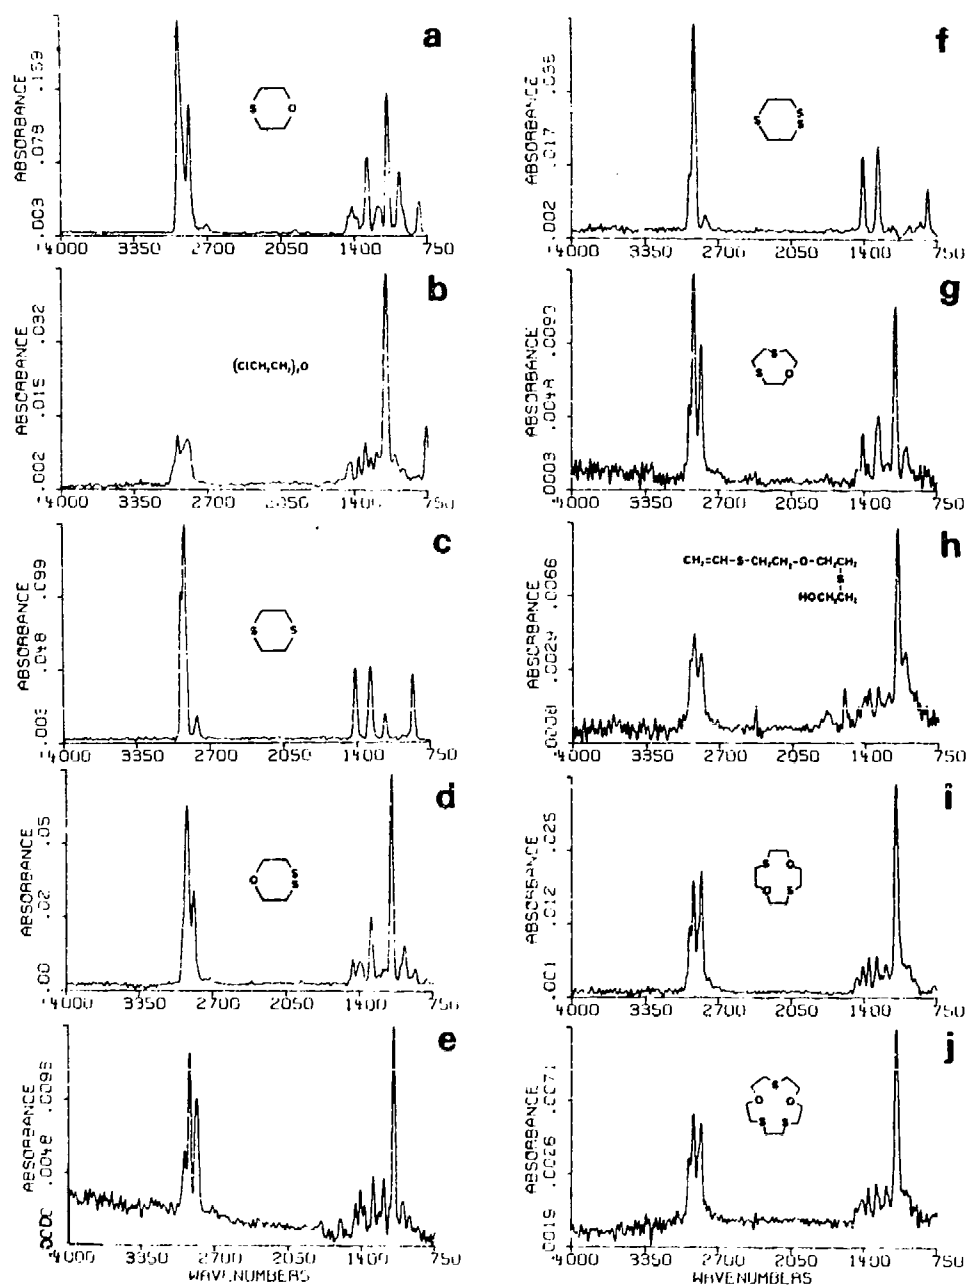 a
ABSORBANCE
.003 .079 .159
S O
4000 3350 2700 2050 1400 750
b
ABSORBANCE
.002 .015 .032
(ClCH2CH2)2O
4000 3350 2700 2050 1400 750
c
ABSORBANCE
.003 .048 .099
S S
4000 3350 2700 2050 1400 750
d
ABSORBANCE
.00 .02 .05
O S S
4000 3350 2700 2050 1400 750
e
ABSORBANCE
4000 3350 2700 2050 1400 750
WAVENUMBERS
f
ABSORBANCE
.002 .017 .036
S S S
4000 3350 2700 2050 1400 750
g
ABSORBANCE
.0003
S S O
4000 3350 2700 2050 1400 750
h
ABSORBANCE
.0024 .0066
CH2=CH-S-CH2CH2-O-CH2CH2
S
HOCH2CH2
4000 3350 2700 2050 1400 750
i
ABSORBANCE
.001 .012 .025
S O O S
4000 3350 2700 2050 1400 750
j
ABSORBANCE
.0019 .0026 .0071
S O O S S
4000 3350 2700 2050 1400 750
WAVENUMBERS